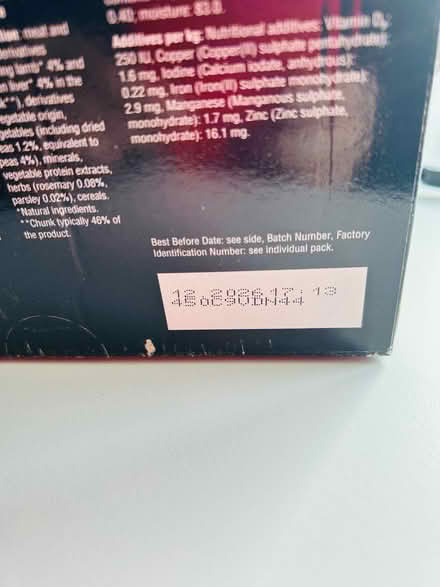 0.40; moisture: 83.0.
Additives per kg: Nutritional additives: Vitamin D₃:
250 IU, Copper (Copper(II) sulphate pentahydrate):
1.6 mg, Iodine (Calcium iodate, anhydrous):
0.22 mg, Iron (Iron(II) sulphate monohydrate):
2.9 mg, Manganese (Manganous sulphate,
monohydrate): 1.7 mg, Zinc (Zinc sulphate,
monohydrate): 16.1 mg.
meat and
derivatives
lamb* 4% and
liver* 4% in the
derivatives
vegetable origin,
vegetables (including dried
peas 1.2%, equivalent to
peas 4%), minerals,
vegetable protein extracts,
herbs (rosemary 0.08%,
parsley 0.02%), cereals.
*Natural ingredients.
**Chunk typically 46% of
the product.
Best Before Date: see side, Batch Number, Factory
Identification Number: see individual pack.
12 2026 17: 13